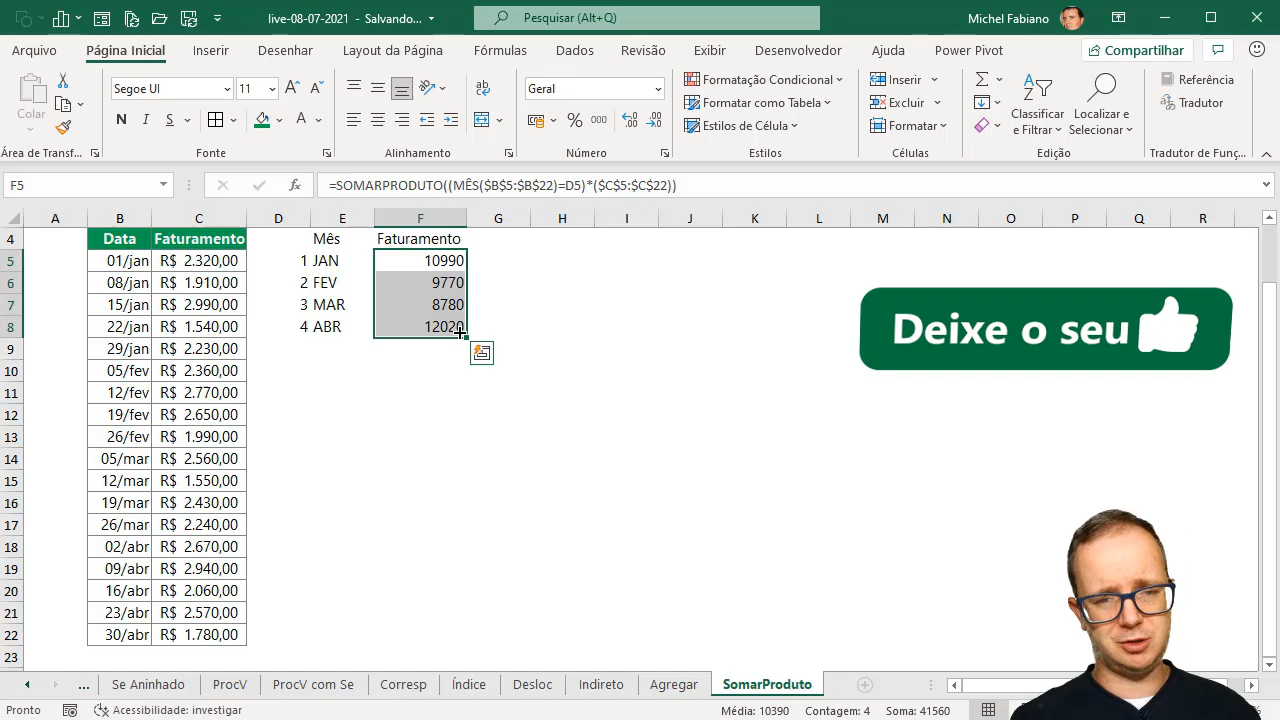 live-08-07-2021 - Salvando...
Pesquisar (Alt+Q)
Michel Fabiano
Arquivo Página Inicial Inserir Desenhar Layout da Página Fórmulas Dados Revisão Exibir Desenvolvedor Ajuda Power Pivot
Compartilhar
Colar
Segoe UI 11
N I S A
Geral
% 000
Formatação Condicional
Formatar como Tabela
Estilos de Célula
Inserir
Excluir
Formatar
Classificar e Filtrar
Localizar e Selecionar
Referência
Tradutor
Área de Transf... Fonte Alinhamento Número Estilos Células Edição Tradutor de Funç...
F5 fx =SOMARPRODUTO((MÊS($B$5:$B$22)=D5)*($C$5:$C$22))
A B C D E F G H I J K L M N O P Q R
4 Data Faturamento Mês Faturamento
5 01/jan R$ 2.320,00 1 JAN 10990
6 08/jan R$ 1.910,00 2 FEV 9770
7 15/jan R$ 2.990,00 3 MAR 8780
8 22/jan R$ 1.540,00 4 ABR 12020
9 29/jan R$ 2.230,00
10 05/fev R$ 2.360,00
11 12/fev R$ 2.770,00
12 19/fev R$ 2.650,00
13 26/fev R$ 1.990,00
14 05/mar R$ 2.560,00
15 12/mar R$ 1.550,00
16 19/mar R$ 2.430,00
17 26/mar R$ 2.240,00
18 02/abr R$ 2.670,00
19 09/abr R$ 2.940,00
20 16/abr R$ 2.060,00
21 23/abr R$ 2.570,00
22 30/abr R$ 1.780,00
23
Deixe o seu
... Se Aninhado ProcV ProcV com Se Corresp Índice Desloc Indireto Agregar SomarProduto
Pronto Acessibilidade: investigar Média: 10390 Contagem: 4 Soma: 41560